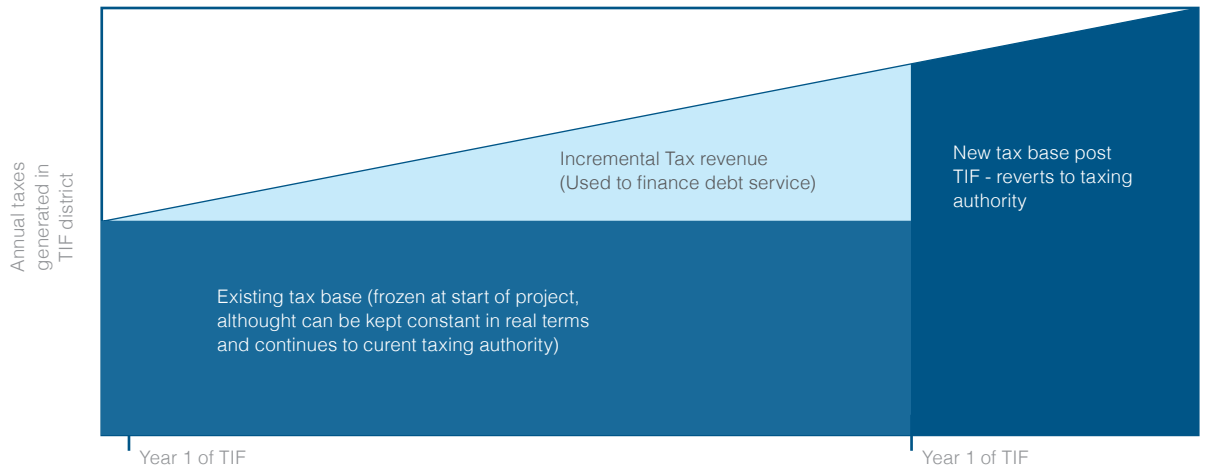 Annual taxes
generated in
TIF district
Incremental Tax revenue
(Used to finance debt service)
New tax base post
TIF - reverts to taxing
authority
Existing tax base (frozen at start of project,
althought can be kept constant in real terms
and continues to curent taxing authority)
Year 1 of TIF
Year 1 of TIF